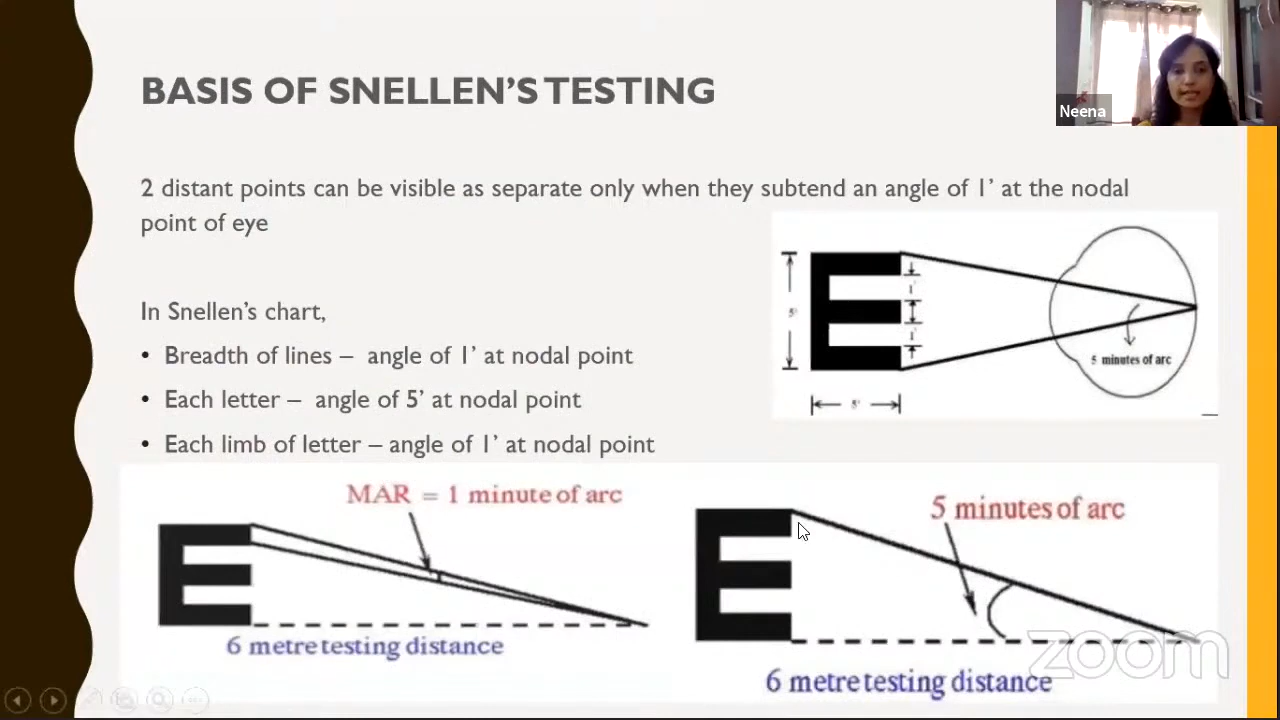 BASIS OF SNELLEN'S TESTING
Neena
2 distant points can be visible as separate only when they subtend an angle of 1' at the nodal
point of eye
In Snellen's chart,
• Breadth of lines – angle of 1' at nodal point
• Each letter – angle of 5' at nodal point
• Each limb of letter – angle of 1' at nodal point
E
5'
1'
1'
5'
5 minutes of arc
MAR = 1 minute of arc
E
6 metre testing distance
5 minutes of arc
E
6 metre testing distance
zoom